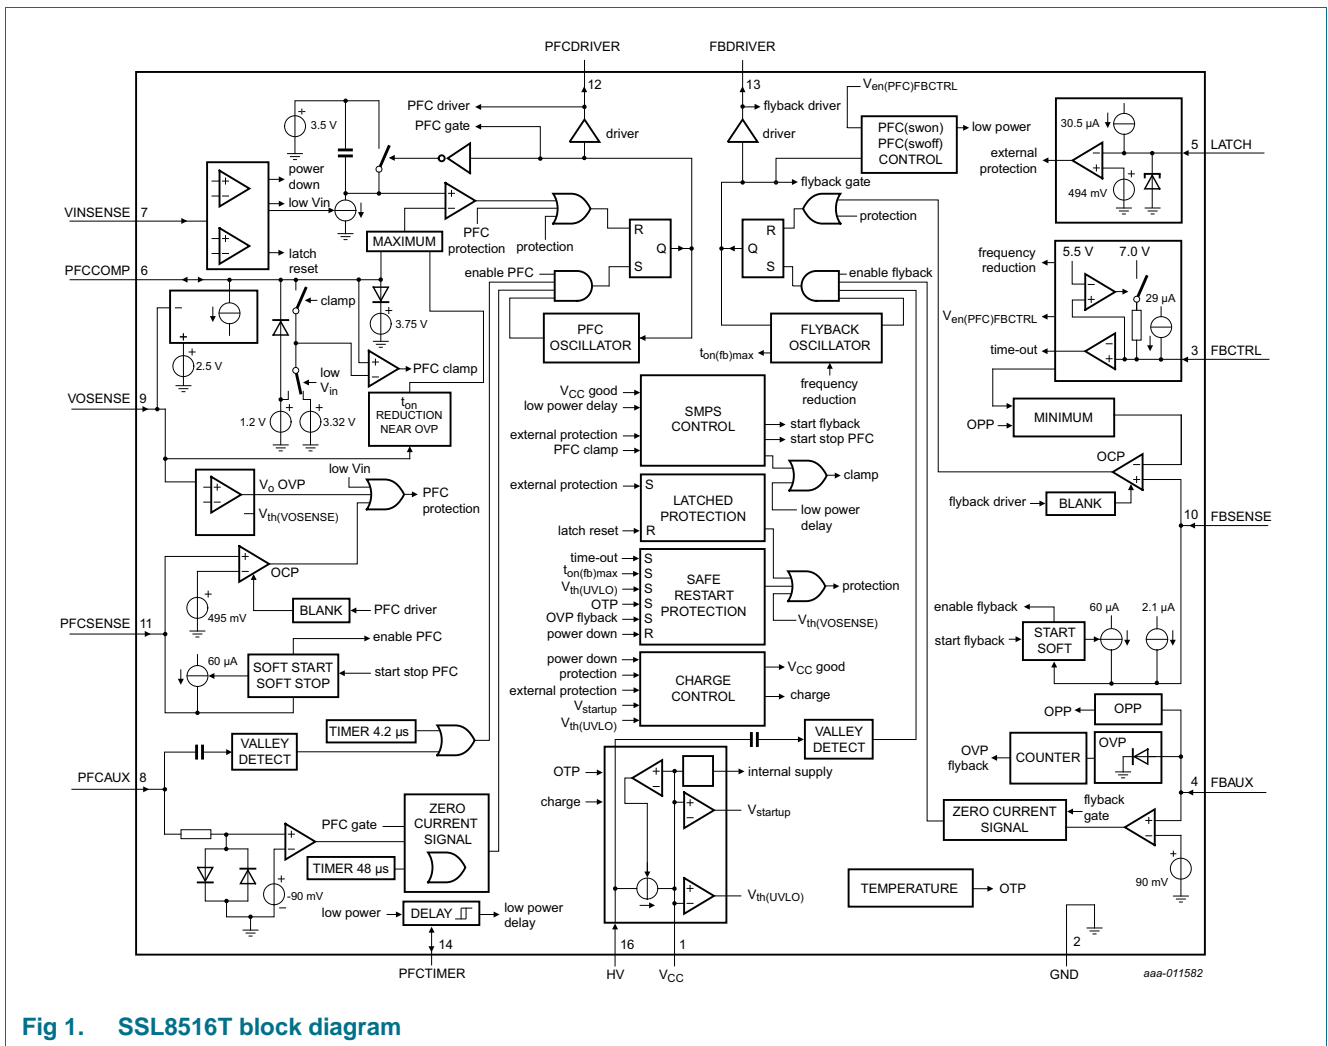 PFCDRIVER
FBDRIVER
12
13
PFC driver
flyback driver
Ven(PFC)FBCTRL
3.5 V
PFC gate
driver
driver
PFC(swon)
PFC(swoff)
CONTROL
low power
30.5 µA
5
LATCH
external
protection
494 mV
power
down
low Vin
flyback gate
VINSENSE
7
latch
reset
MAXIMUM
PFC
protection
protection
R
Q
S
R
Q
S
protection
PFCCOMP
6
enable PFC
enable flyback
frequency
reduction
5.5 V
7.0 V
29 µA
clamp
3.75 V
PFC
OSCILLATOR
FLYBACK
OSCILLATOR
ton(fb)max
frequency
reduction
Ven(PFC)FBCTRL
time-out
3
FBCTRL
2.5 V
PFC clamp
low
Vin
1.2 V
3.32 V
ton
REDUCTION
NEAR OVP
VOSENSE
9
VCC good
low power delay
external protection
PFC clamp
SMPS
CONTROL
start flyback
start stop PFC
clamp
low power
delay
OPP
MINIMUM
OCP
flyback driver
BLANK
10
FBSENSE
low Vin
Vo OVP
Vth(VOSENSE)
PFC
protection
external protection
S
LATCHED
PROTECTION
latch reset
R
OCP
495 mV
BLANK
PFC driver
time-out
S
ton(fb)max
S
Vth(UVLO)
S
OTP
S
OVP flyback
S
power down
R
SAFE
RESTART
PROTECTION
protection
Vth(VOSENSE)
PFCSENSE
11
enable PFC
60 µA
SOFT START
SOFT STOP
start stop PFC
enable flyback
60 µA
2.1 µA
start flyback
START
SOFT
power down
protection
external protection
Vstartup
Vth(UVLO)
CHARGE
CONTROL
VCC good
charge
OPP
OPP
TIMER 4.2 µs
VALLEY
DETECT
VALLEY
DETECT
OVP
flyback
COUNTER
OVP
PFCAUX
8
OTP
charge
internal supply
Vstartup
Vth(UVLO)
4
FBAUX
flyback
gate
ZERO CURRENT
SIGNAL
90 mV
PFC gate
ZERO
CURRENT
SIGNAL
TIMER 48 µs
-90 mV
TEMPERATURE
OTP
low power
DELAY
low power
delay
14
16
1
2
PFCTIMER
HV
VCC
GND
aaa-011582
Fig 1. SSL8516T block diagram